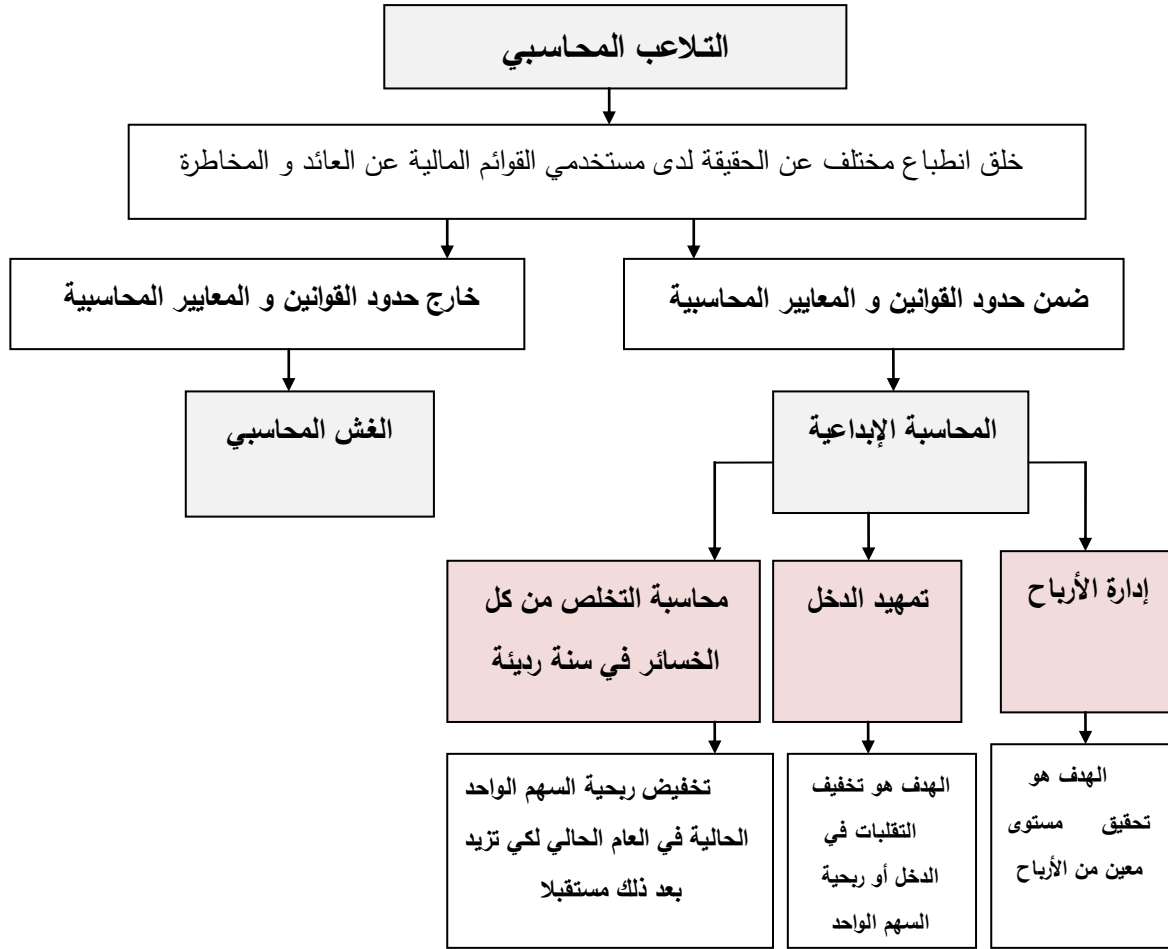 التلاعب المحاسبي
خلق انطباع مختلف عن الحقيقة لدى مستخدمي القوائم المالية عن العائد و المخاطرة
ضمن حدود القوانين و المعايير المحاسبية
خارج حدود القوانين و المعايير المحاسبية
المحاسبة الإبداعية
الغش المحاسبي
إدارة الأرباح
تمهيد الدخل
محاسبة التخلص من كل
الخسائر في سنة رديئة
الهدف هو
تحقيق مستوى
معين من الأرباح
الهدف هو تخفيف
التقلبات في
الدخل أو ربحية
السهم الواحد
تخفيض ربحية السهم الواحد
الحالية في العام الحالي لكي تزيد
بعد ذلك مستقبلا